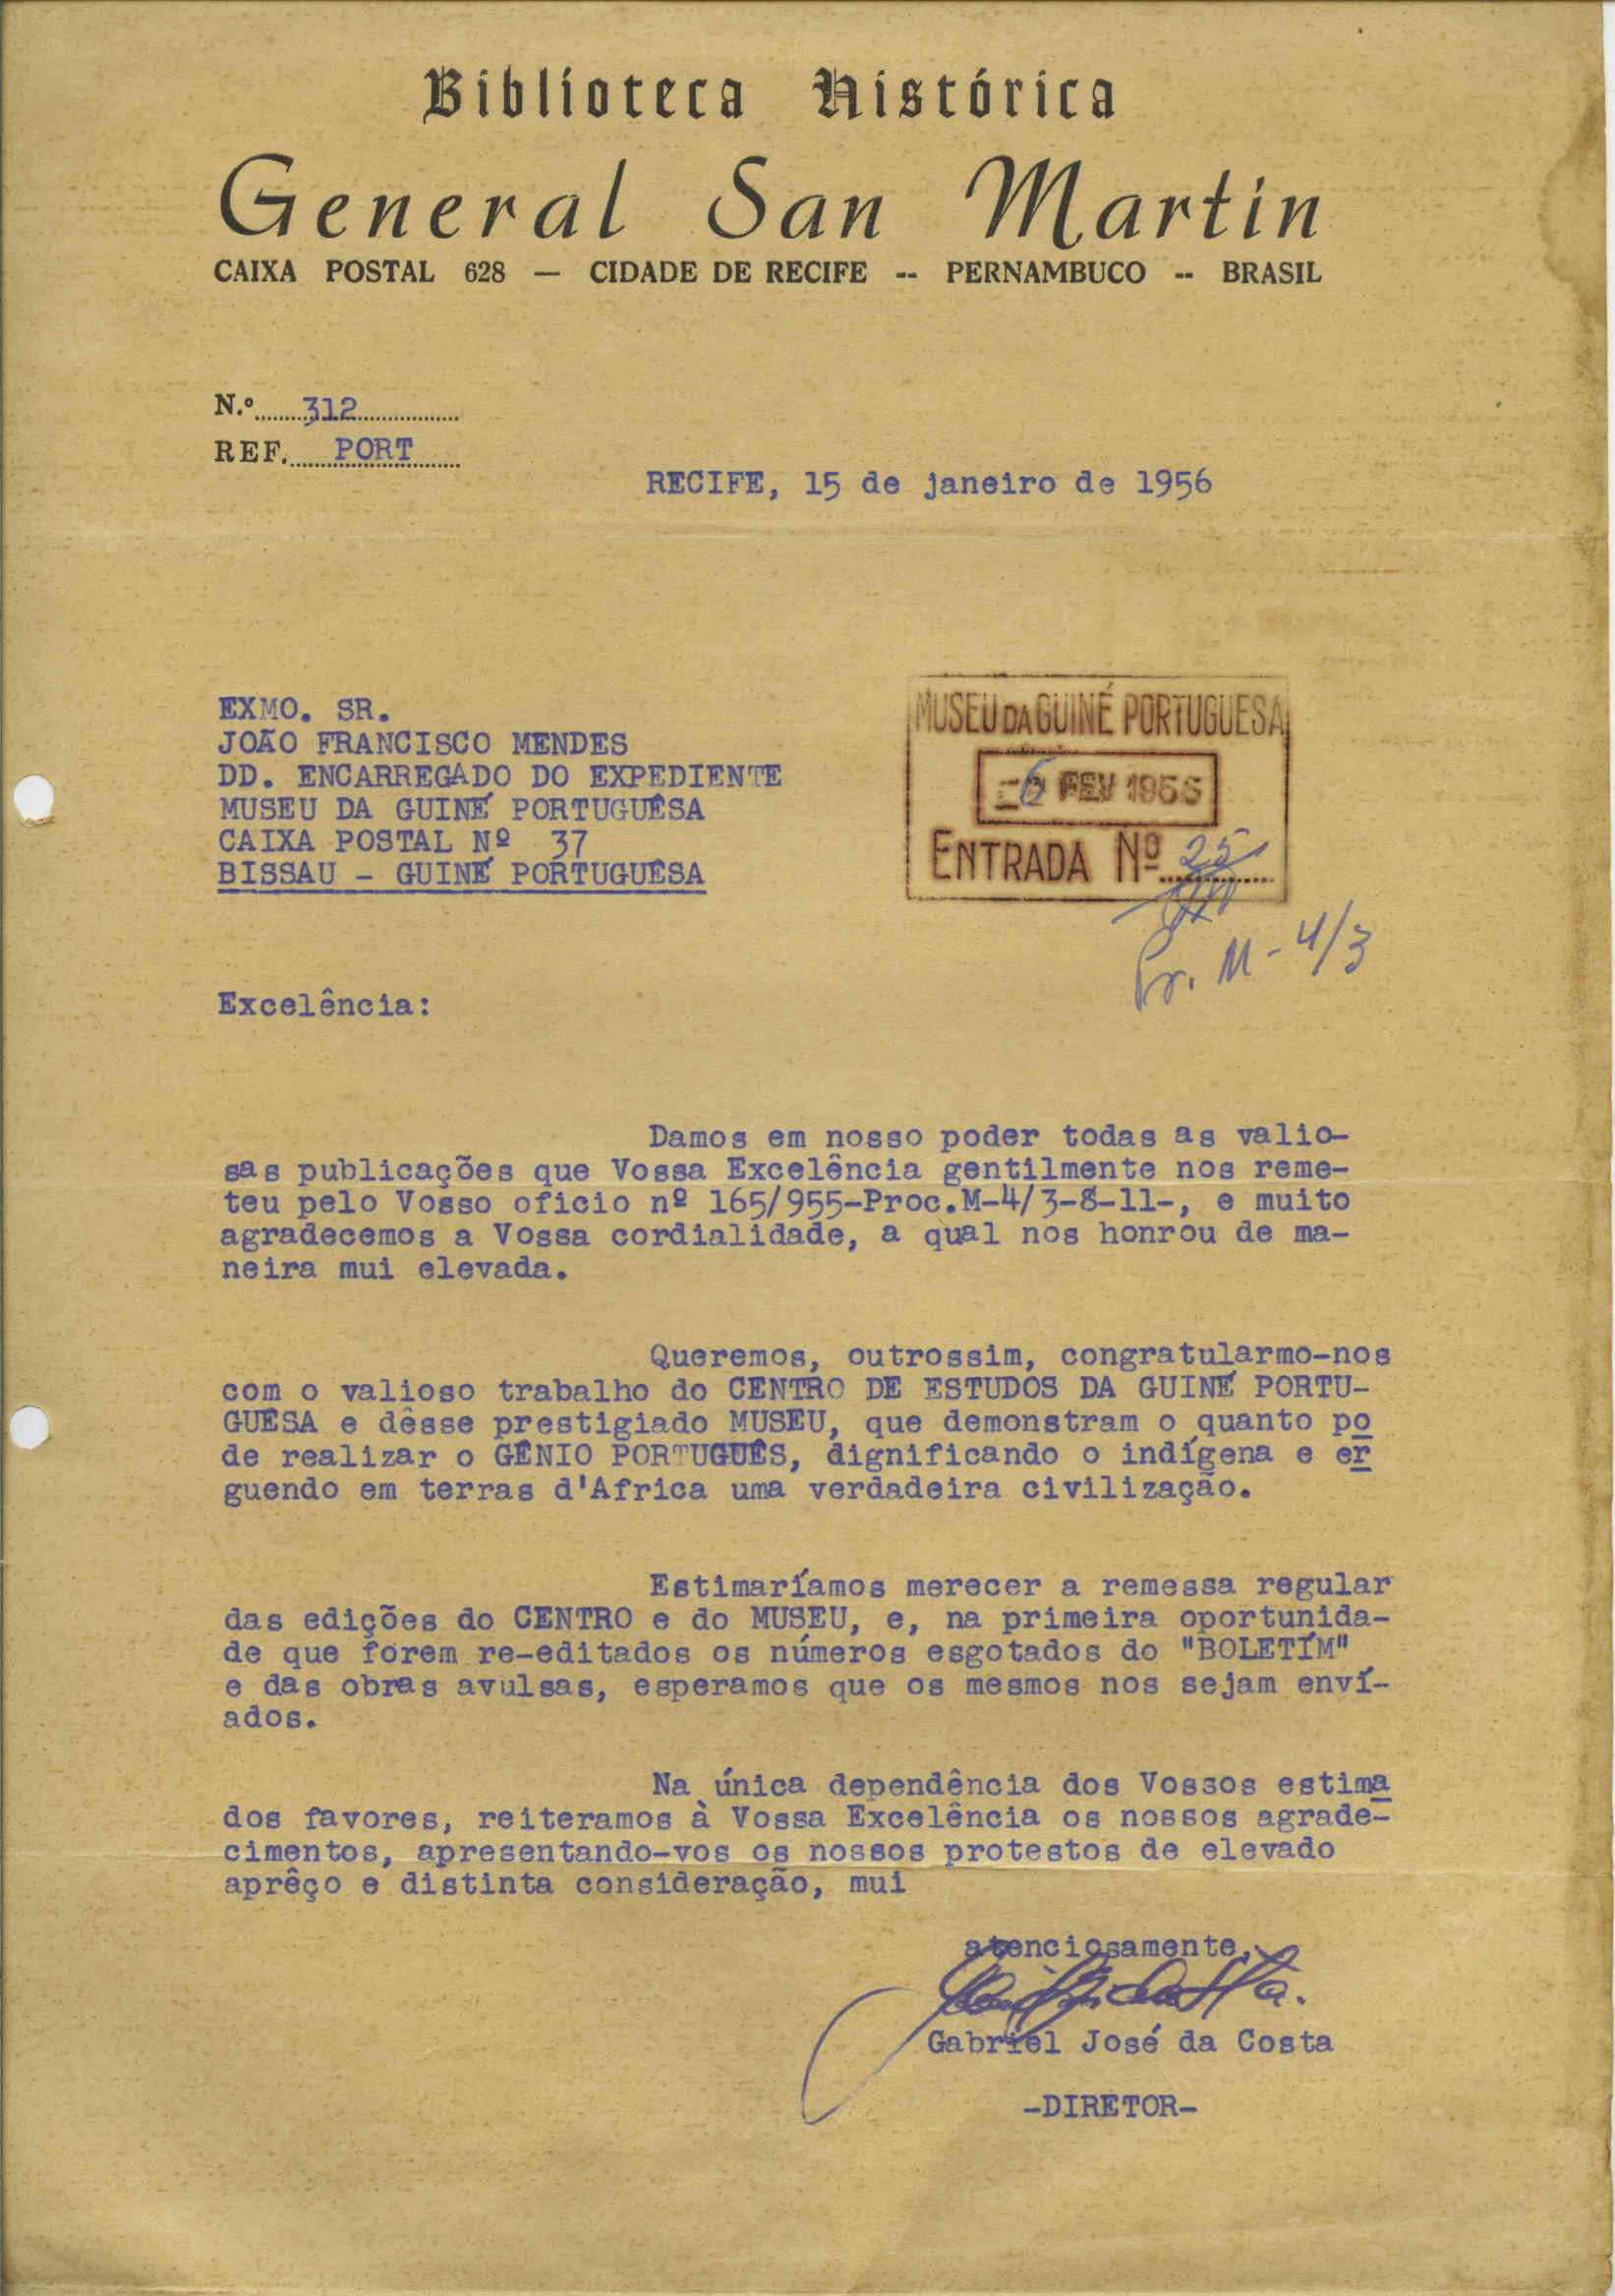 Biblioteca Histórica
General San Martin
CAIXA POSTAL 628 — CIDADE DE RECIFE -- PERNAMBUCO -- BRASIL
N.º 312
REF. PORT
RECIFE, 15 de janeiro de 1956
EXMO. SR.
JOÃO FRANCISCO MENDES
DD. ENCARREGADO DO EXPEDIENTE
MUSEU DA GUINÉ PORTUGUÊSA
CAIXA POSTAL Nº 37
BISSAU - GUINÉ PORTUGUÊSA
MUSEU DA GUINÉ PORTUGUESA
6 FEV 1956
ENTRADA Nº 25
Pr. M-4/3
Excelência:
Damos em nosso poder todas as valio-
sas publicações que Vossa Excelência gentilmente nos reme-
teu pelo Vosso oficio nº 165/955-Proc.M-4/3-8-11-, e muito
agradecemos a Vossa cordialidade, a qual nos honrou de ma-
neira mui elevada.
Queremos, outrossim, congratularmo-nos
com o valioso trabalho do CENTRO DE ESTUDOS DA GUINÉ PORTU-
GUÊSA e dêsse prestigiado MUSEU, que demonstram o quanto po
de realizar o GÊNIO PORTUGUÊS, dignificando o indígena e er
guendo em terras d'Africa uma verdadeira civilização.
Estimaríamos merecer a remessa regular
das edições do CENTRO e do MUSEU, e, na primeira oportunida-
de que forem re-editados os números esgotados do "BOLETÍM"
e das obras avulsas, esperamos que os mesmos nos sejam enví-
ados.
Na única dependência dos Vossos estima
dos favores, reiteramos à Vossa Excelência os nossos agrade-
cimentos, apresentando-vos os nossos protestos de elevado
aprêço e distinta consideração, mui
atenciosamente,
Gabriel José da Costa
-DIRETOR-